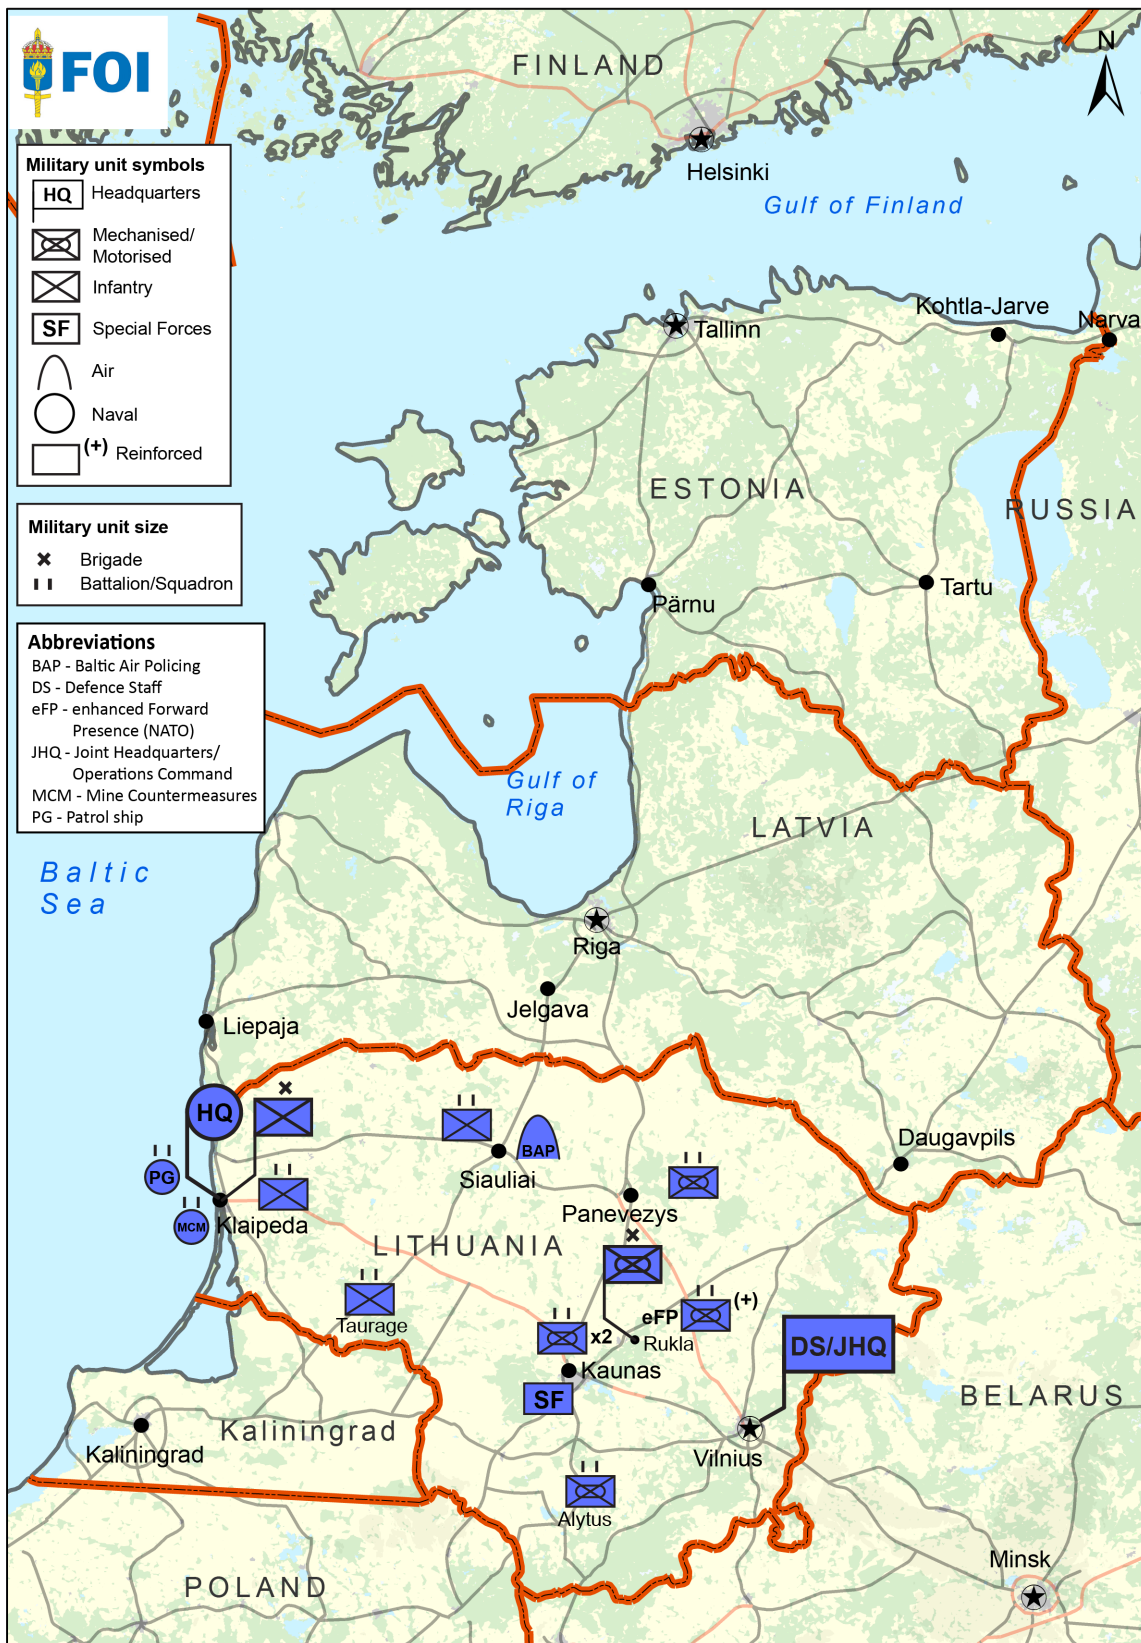 FOI
Military unit symbols
HQ Headquarters
Mechanised/
Motorised
Infantry
SF Special Forces
Air
Naval
(+) Reinforced
Military unit size
Brigade
Battalion/Squadron
Abbreviations
BAP - Baltic Air Policing
DS - Defence Staff
eFP - enhanced Forward
Presence (NATO)
JHQ - Joint Headquarters/
Operations Command
MCM - Mine Countermeasures
PG - Patrol ship
N
FINLAND
Helsinki
Gulf of Finland
Kohtla-Jarve
Narva
Tallinn
ESTONIA
RUSSIA
Tartu
Pärnu
Gulf of
Riga
LATVIA
Baltic
Sea
Riga
Jelgava
Liepaja
HQ
BAP
Daugavpils
PG
Siauliai
MCM
Klaipeda
Panevezys
LITHUANIA
(+)
eFP
Taurage
x2
Rukla
DS/JHQ
Kaunas
SF
BELARUS
Kaliningrad
Kaliningrad
Vilnius
Alytus
Minsk
POLAND